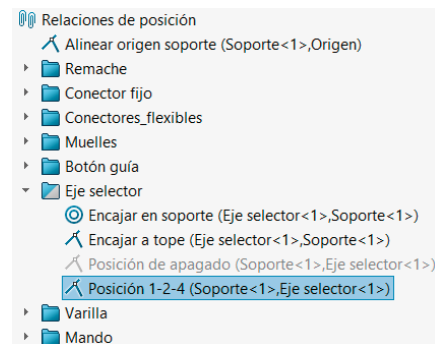 Relaciones de posición
Alinear origen soporte (Soporte<1>,Origen)
Remache
Conector fijo
Conectores_flexibles
Muelles
Botón guía
Eje selector
Encajar en soporte (Eje selector<1>,Soporte<1>)
Encajar a tope (Eje selector<1>,Soporte<1>)
Posición de apagado (Soporte<1>,Eje selector<1>)
Posición 1-2-4 (Soporte<1>,Eje selector<1>)
Varilla
Mando